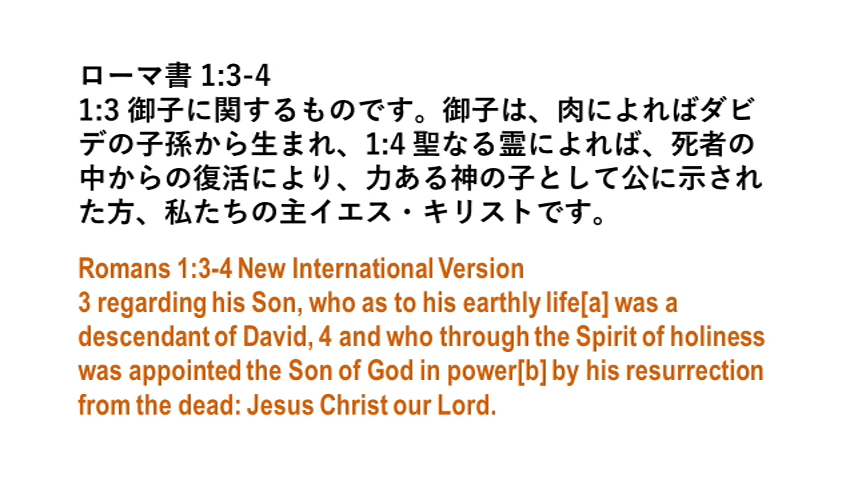 ローマ書 1:3-4
1:3 御子に関するものです。御子は、肉によればダビ
デの子孫から生まれ、1:4 聖なる霊によれば、死者の
中からの復活により、力ある神の子として公に示され
た方、私たちの主イエス・キリストです。
Romans 1:3-4 New International Version
3 regarding his Son, who as to his earthly life[a] was a
descendant of David, 4 and who through the Spirit of holiness
was appointed the Son of God in power[b] by his resurrection
from the dead: Jesus Christ our Lord.